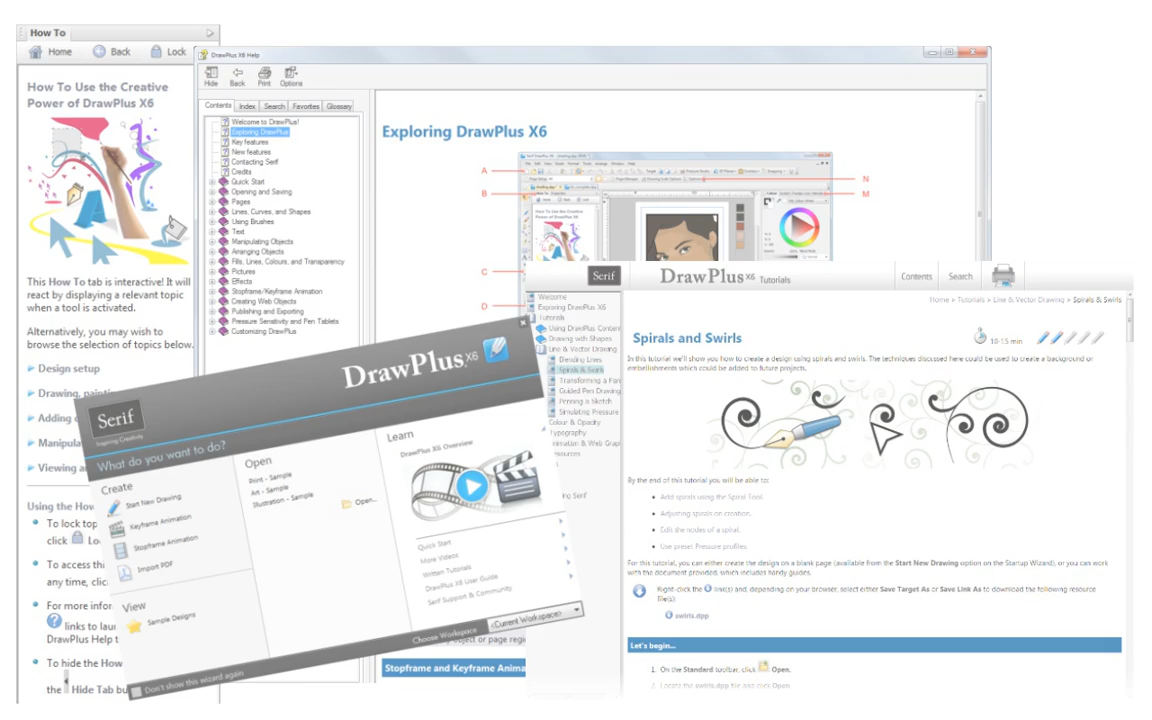 How To
Home Back Lock
How To Use the Creative
Power of DrawPlus X6
This How To tab is interactive! It will
react by displaying a relevant topic
when a tool is activated.
Alternatively, you may wish to
browse the selection of topics below.
Design setup
Drawing,
Adding
Viewing
Using the
To lock
click
To access
any time,
For more
links to
DrawPlus Help
To hide the How
the Hide Tab
DrawPlus X6 Help
Hide Back Print Options
Contents Index Search Favorites Glossary
Welcome to DrawPlus!
Exploring DrawPlus
Key features
New features
Contacting Serif
Credits
Quick Start
Opening and Saving
Pages
Lines, Curves, and Shapes
Using Brushes
Text
Manipulating Objects
Arranging Objects
Fills, Lines, Colours, and Transparency
Pictures
Effects
Stopframe/Keyframe Animation
Creating Web Objects
Publishing and Exporting
Pressure Sensitivity and Pen Tablets
Customizing DrawPlus
Exploring DrawPlus X6
A
B
C
D
N
M
object or page
Stopframe and Keyframe
DrawPlus X6
Serif
Inspiring Creativity
What do you want to do?
Create
Start New Drawing
Keyframe Animation
Stopframe Animation
Import PDF
View
Sample Designs
Open
Print - Sample
Art - Sample
Illustration - Sample
Open...
Learn
DrawPlus X6 Overview
Quick Start
More Videos
Written Tutorials
DrawPlus X6 User Guide
Serif Support & Community
Choose Workspace <Current Workspace>
Don't show this wizard again
Serif
DrawPlus X6 Tutorials
Contents Search
Home > Tutorials > Line & Vector Drawing > Spirals & Swirls
Welcome
Exploring DrawPlus X6
Tutorials
Using DrawPlus
Drawing with Shapes
Line & Vector Drawing
Blending Lines
Spirals & Swirls
Transforming a
Guided Pen Drawing
Penning a Sketch
Simulating Pressure
Colour & Opacity
Typography
& Web
Serif
Spirals and Swirls
10-15 min
In this tutorial we'll show you how to create a design using spirals and swirls. The techniques discussed here could be used to create a background or
embellishments which could be added to future projects.
By the end of this tutorial you will be able to:
Add spirals using the Spiral Tool.
Adjusting spirals on creation.
Edit the nodes of a spiral.
Use preset Pressure profiles.
For this tutorial, you can either create the design on a blank page (available from the Start New Drawing option on the Startup Wizard), or you can work
with the document provided, which includes handy guides.
Right-click the link(s) and, depending on your browser, select either Save Target As or Save Link As to download the following resource
file(s):
swirls.dpp
Let's begin...
1. On the Standard toolbar, click Open.
2. Locate the swirls.dpp file and click Open